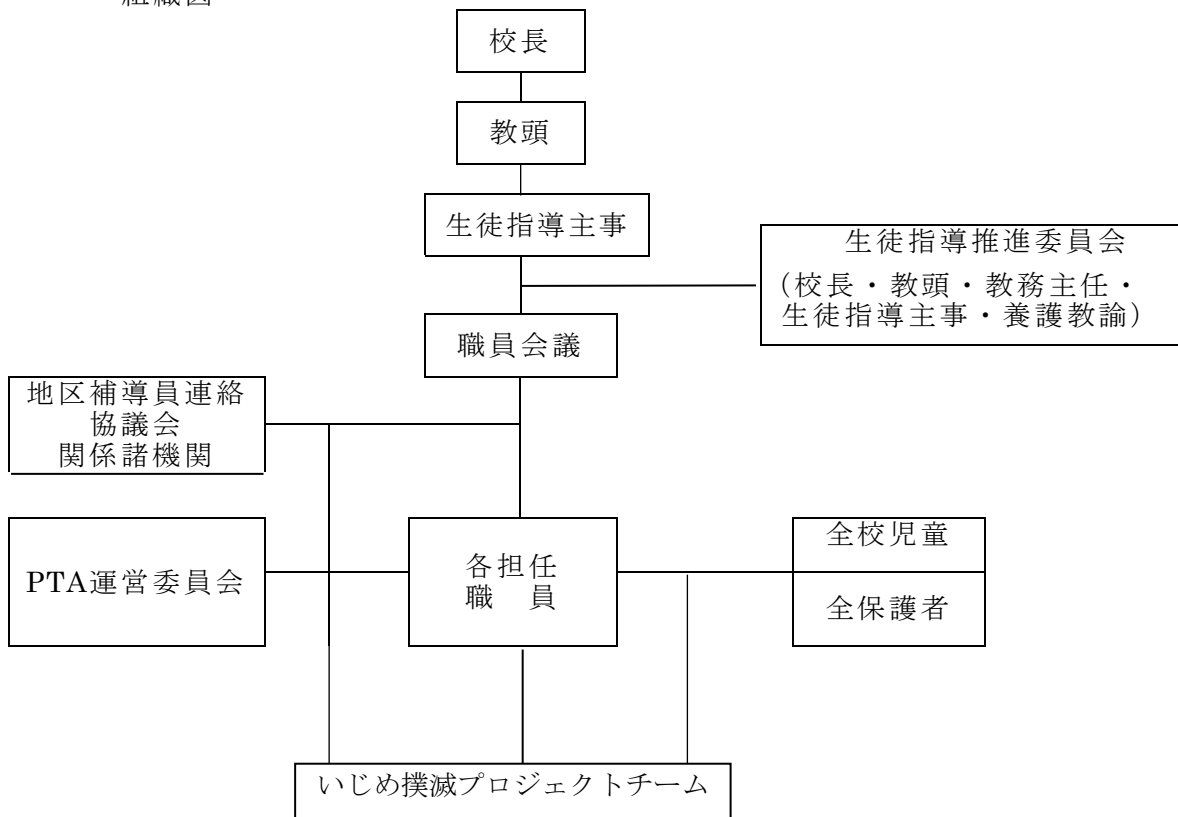 組織図
校長
教頭
生徒指導主事
生徒指導推進委員会
(校長・教頭・教務主任・
生徒指導主事・養護教諭)
職員会議
地区補導員連絡
協議会
関係諸機関
PTA運営委員会
各担任
職　員
全校児童
全保護者
いじめ撲滅プロジェクトチーム